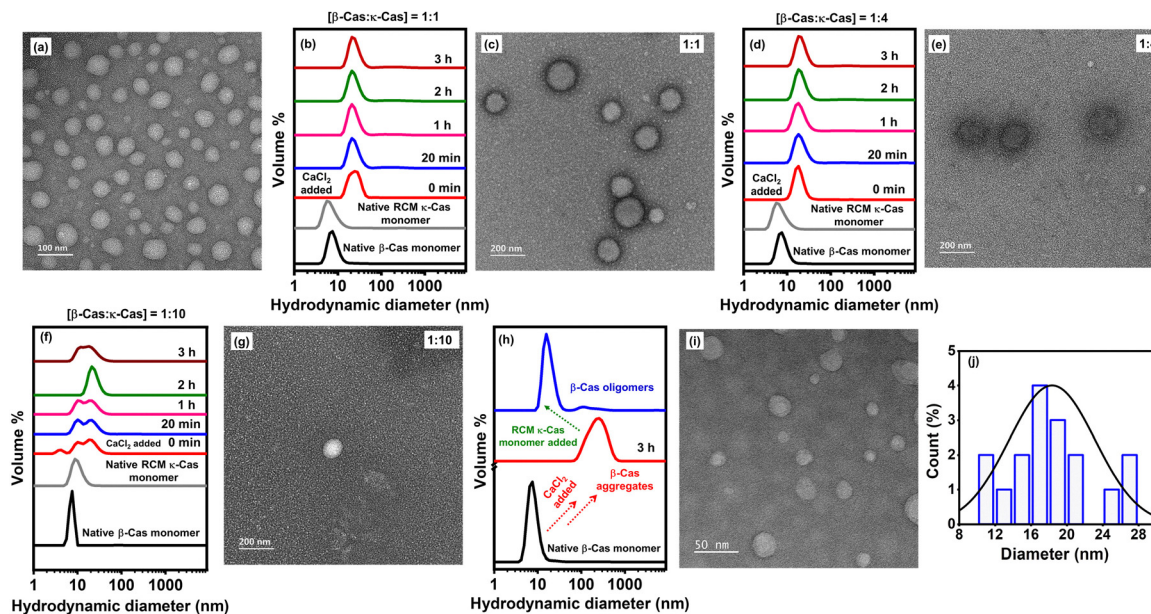 (a)
100 nm
[β-Cas:κ-Cas] = 1:1
(b)
3 h
2 h
1 h
20 min
CaCl₂
added
0 min
Native RCM κ-Cas
monomer
Native β-Cas monomer
Volume %
1 10 100 1000
Hydrodynamic diameter (nm)
(c)
1:1
200 nm
[β-Cas:κ-Cas] = 1:4
(d)
3 h
2 h
1 h
20 min
CaCl₂
added
0 min
Native RCM κ-Cas
monomer
Native β-Cas monomer
Volume %
1 10 100 1000
Hydrodynamic diameter (nm)
(e)
200 nm
[β-Cas:κ-Cas] = 1:10
(f)
3 h
2 h
1 h
20 min
CaCl₂ added 0 min
Native RCM κ-Cas
monomer
Native β-Cas monomer
Volume %
1 10 100 1000
Hydrodynamic diameter (nm)
(g)
1:10
200 nm
(h)
β-Cas oligomers
RCM κ-Cas
monomer added
3 h
CaCl₂
added
β-Cas
aggregates
Native β-Cas monomer
Volume %
1 10 100 1000
Hydrodynamic diameter (nm)
(i)
50 nm
(j)
5
4
3
2
1
0
Count (%)
8 12 16 20 24 28
Diameter (nm)